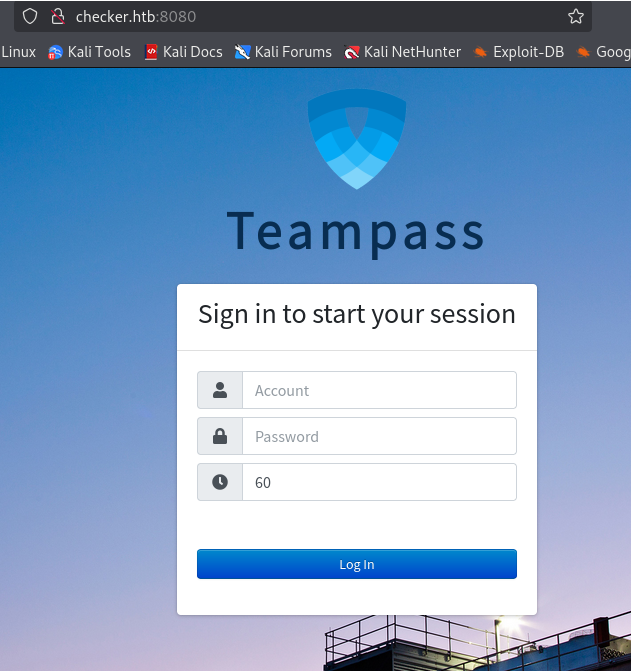 checker.htb:8080
Linux Kali Tools Kali Docs Kali Forums Kali NetHunter Exploit-DB Goog
Teampass
Sign in to start your session
Account
Password
60
Log In